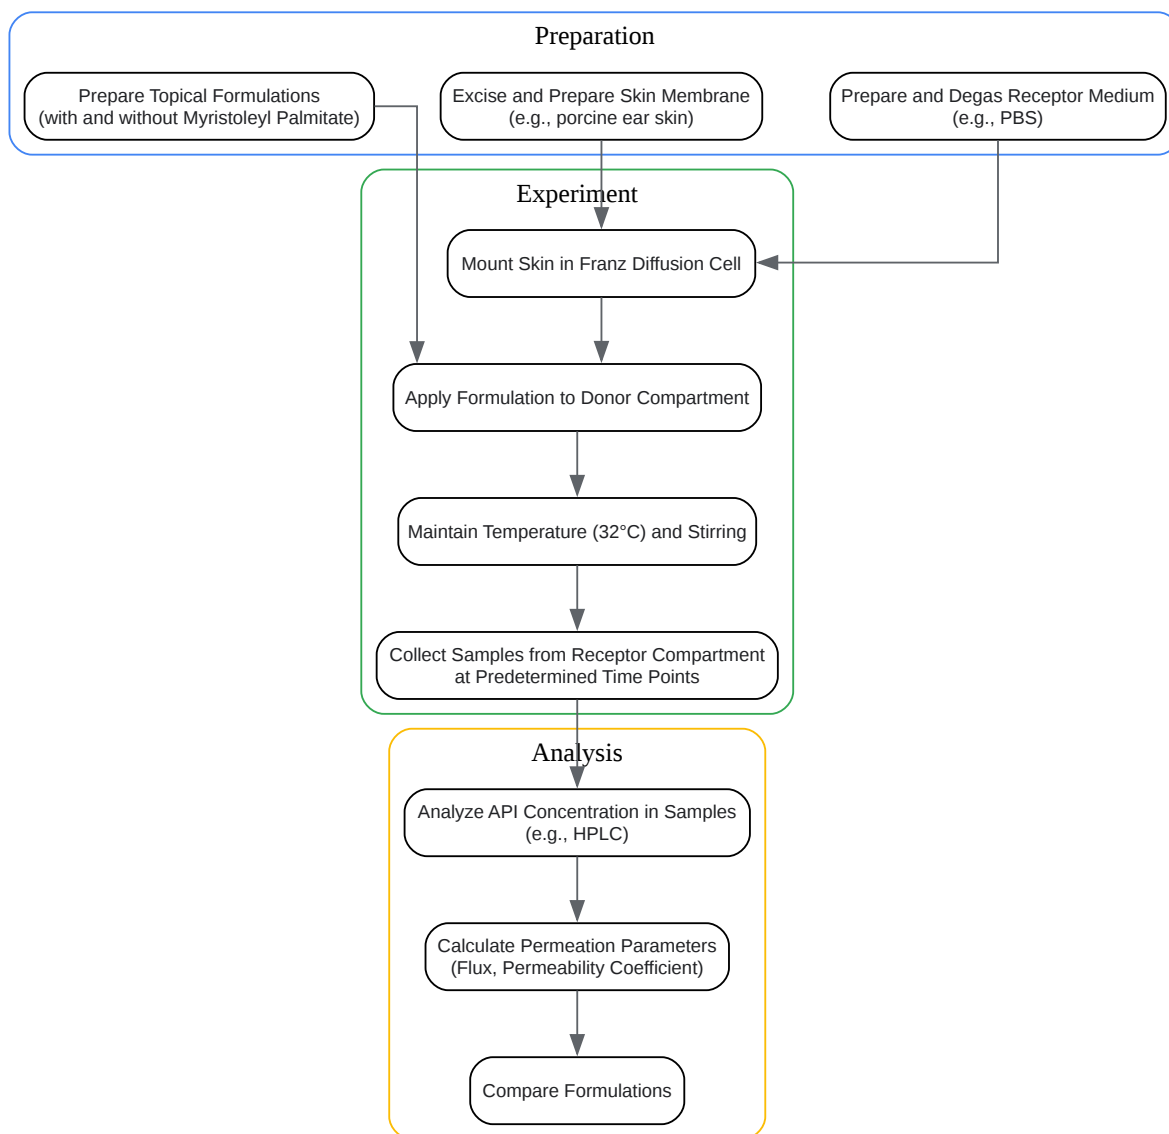 Preparation
Prepare Topical Formulations
(with and without Myristoleyl Palmitate)
Excise and Prepare Skin Membrane
(e.g., porcine ear skin)
Prepare and Degas Receptor Medium
(e.g., PBS)
Experiment
Mount Skin in Franz Diffusion Cell
Apply Formulation to Donor Compartment
Maintain Temperature (32°C) and Stirring
Collect Samples from Receptor Compartment
at Predetermined Time Points
Analysis
Analyze API Concentration in Samples
(e.g., HPLC)
Calculate Permeation Parameters
(Flux, Permeability Coefficient)
Compare Formulations